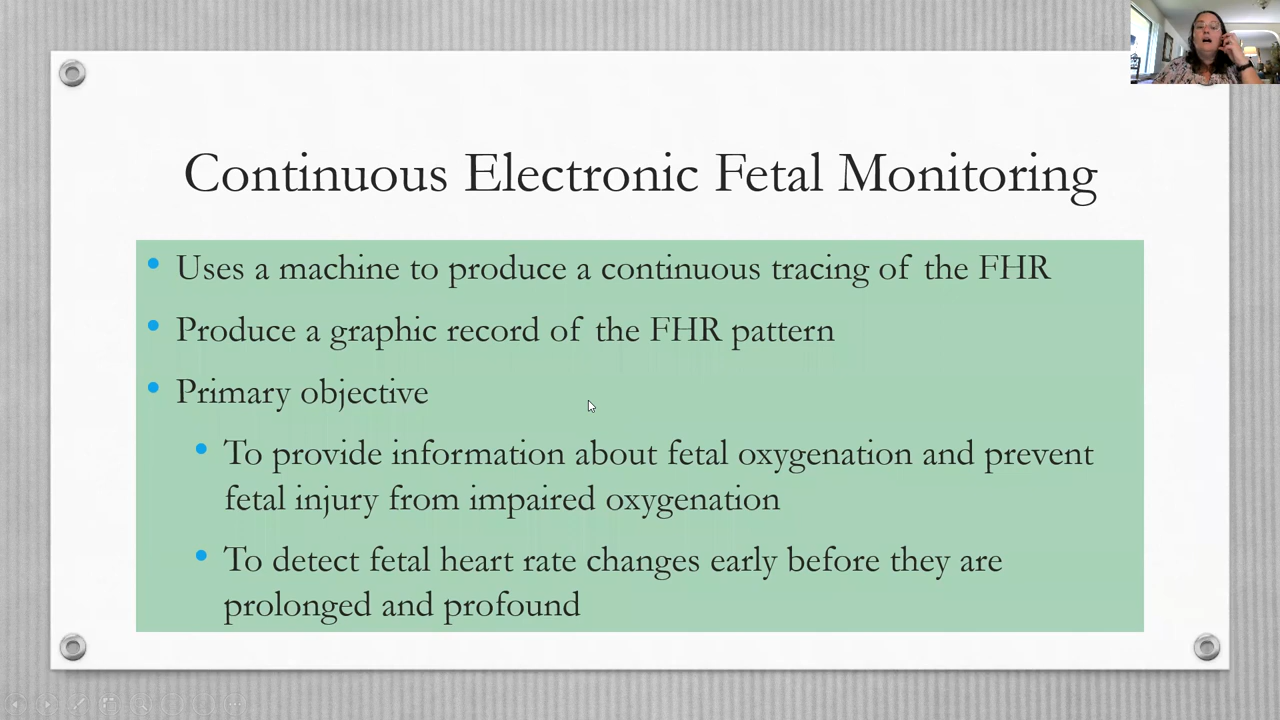 Continuous Electronic Fetal Monitoring
• Uses a machine to produce a continuous tracing of the FHR
• Produce a graphic record of the FHR pattern
• Primary objective
• To provide information about fetal oxygenation and prevent
fetal injury from impaired oxygenation
• To detect fetal heart rate changes early before they are
prolonged and profound